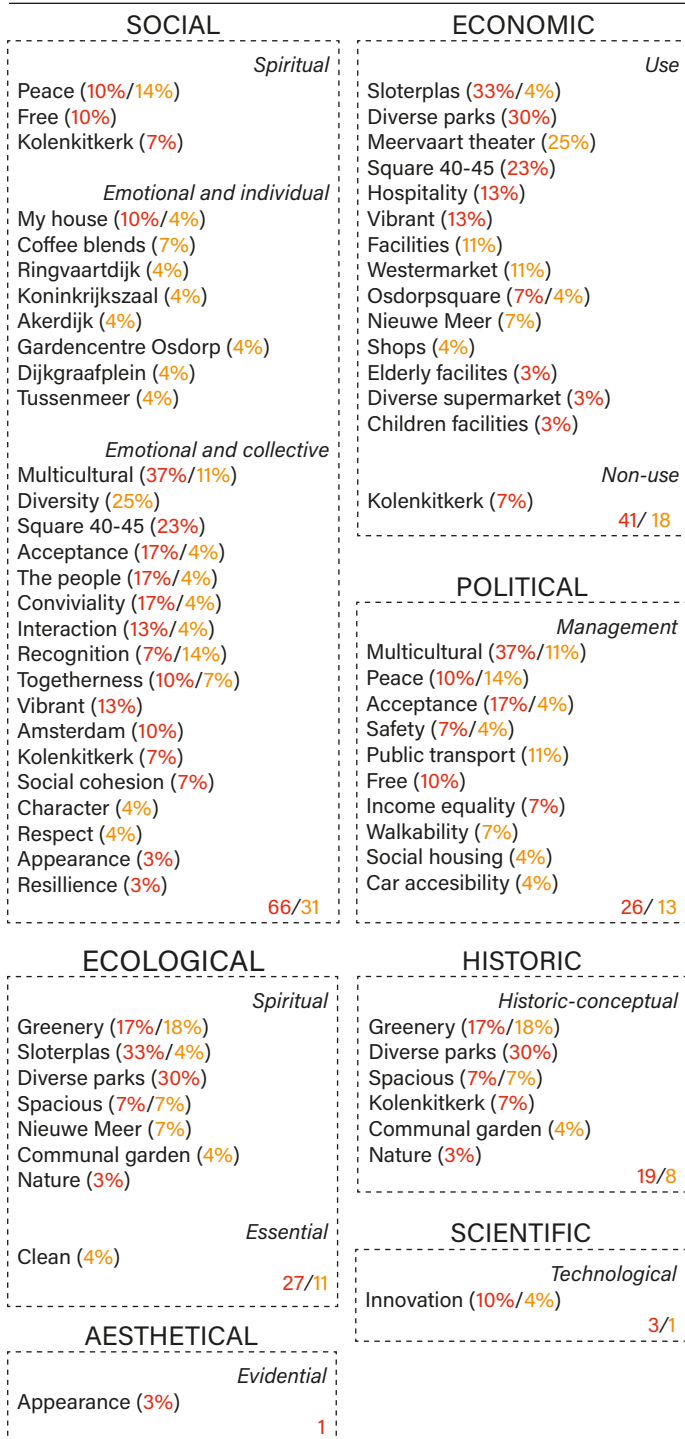 SOCIAL
Spiritual
Peace (10%/14%)
Free (10%)
Kolenkitkerk (7%)
Emotional and individual
My house (10%/4%)
Coffee blends (7%)
Ringvaartdijk (4%)
Koninkrijkszaal (4%)
Akerdijk (4%)
Gardencentre Osdorp (4%)
Dijkgraafplein (4%)
Tussenmeer (4%)
Emotional and collective
Multicultural (37%/11%)
Diversity (25%)
Square 40-45 (23%)
Acceptance (17%/4%)
The people (17%/4%)
Conviviality (17%/4%)
Interaction (13%/4%)
Recognition (7%/14%)
Togetherness (10%/7%)
Vibrant (13%)
Amsterdam (10%)
Kolenkitkerk (7%)
Social cohesion (7%)
Character (4%)
Respect (4%)
Appearance (3%)
Resillience (3%)
66/31
ECONOMIC
Use
Sloterplas (33%/4%)
Diverse parks (30%)
Meervaart theater (25%)
Square 40-45 (23%)
Hospitality (13%)
Vibrant (13%)
Facilities (11%)
Westermarket (11%)
Osdorpsquare (7%/4%)
Nieuwe Meer (7%)
Shops (4%)
Elderly facilites (3%)
Diverse supermarket (3%)
Children facilities (3%)
Non-use
Kolenkitkerk (7%)
41/ 18
POLITICAL
Management
Multicultural (37%/11%)
Peace (10%/14%)
Acceptance (17%/4%)
Safety (7%/4%)
Public transport (11%)
Free (10%)
Income equality (7%)
Walkability (7%)
Social housing (4%)
Car accesibility (4%)
26/ 13
ECOLOGICAL
Spiritual
Greenery (17%/18%)
Sloterplas (33%/4%)
Diverse parks (30%)
Spacious (7%/7%)
Nieuwe Meer (7%)
Communal garden (4%)
Nature (3%)
Essential
Clean (4%)
27/11
HISTORIC
Historic-conceptual
Greenery (17%/18%)
Diverse parks (30%)
Spacious (7%/7%)
Kolenkitkerk (7%)
Communal garden (4%)
Nature (3%)
19/8
SCIENTIFIC
Technological
Innovation (10%/4%)
3/1
AESTHETICAL
Evidential
Appearance (3%)
1